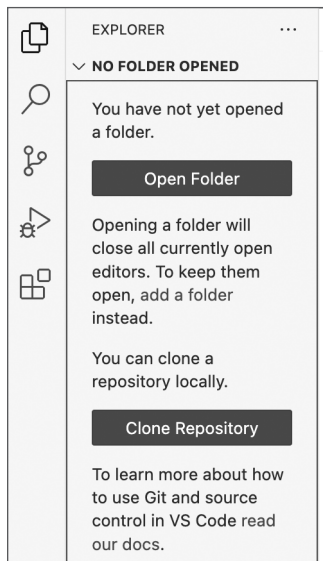 EXPLORER
NO FOLDER OPENED
You have not yet opened
a folder.
Open Folder
Opening a folder will
close all currently open
editors. To keep them
open, add a folder
instead.
You can clone a
repository locally.
Clone Repository
To learn more about how
to use Git and source
control in VS Code read
our docs.